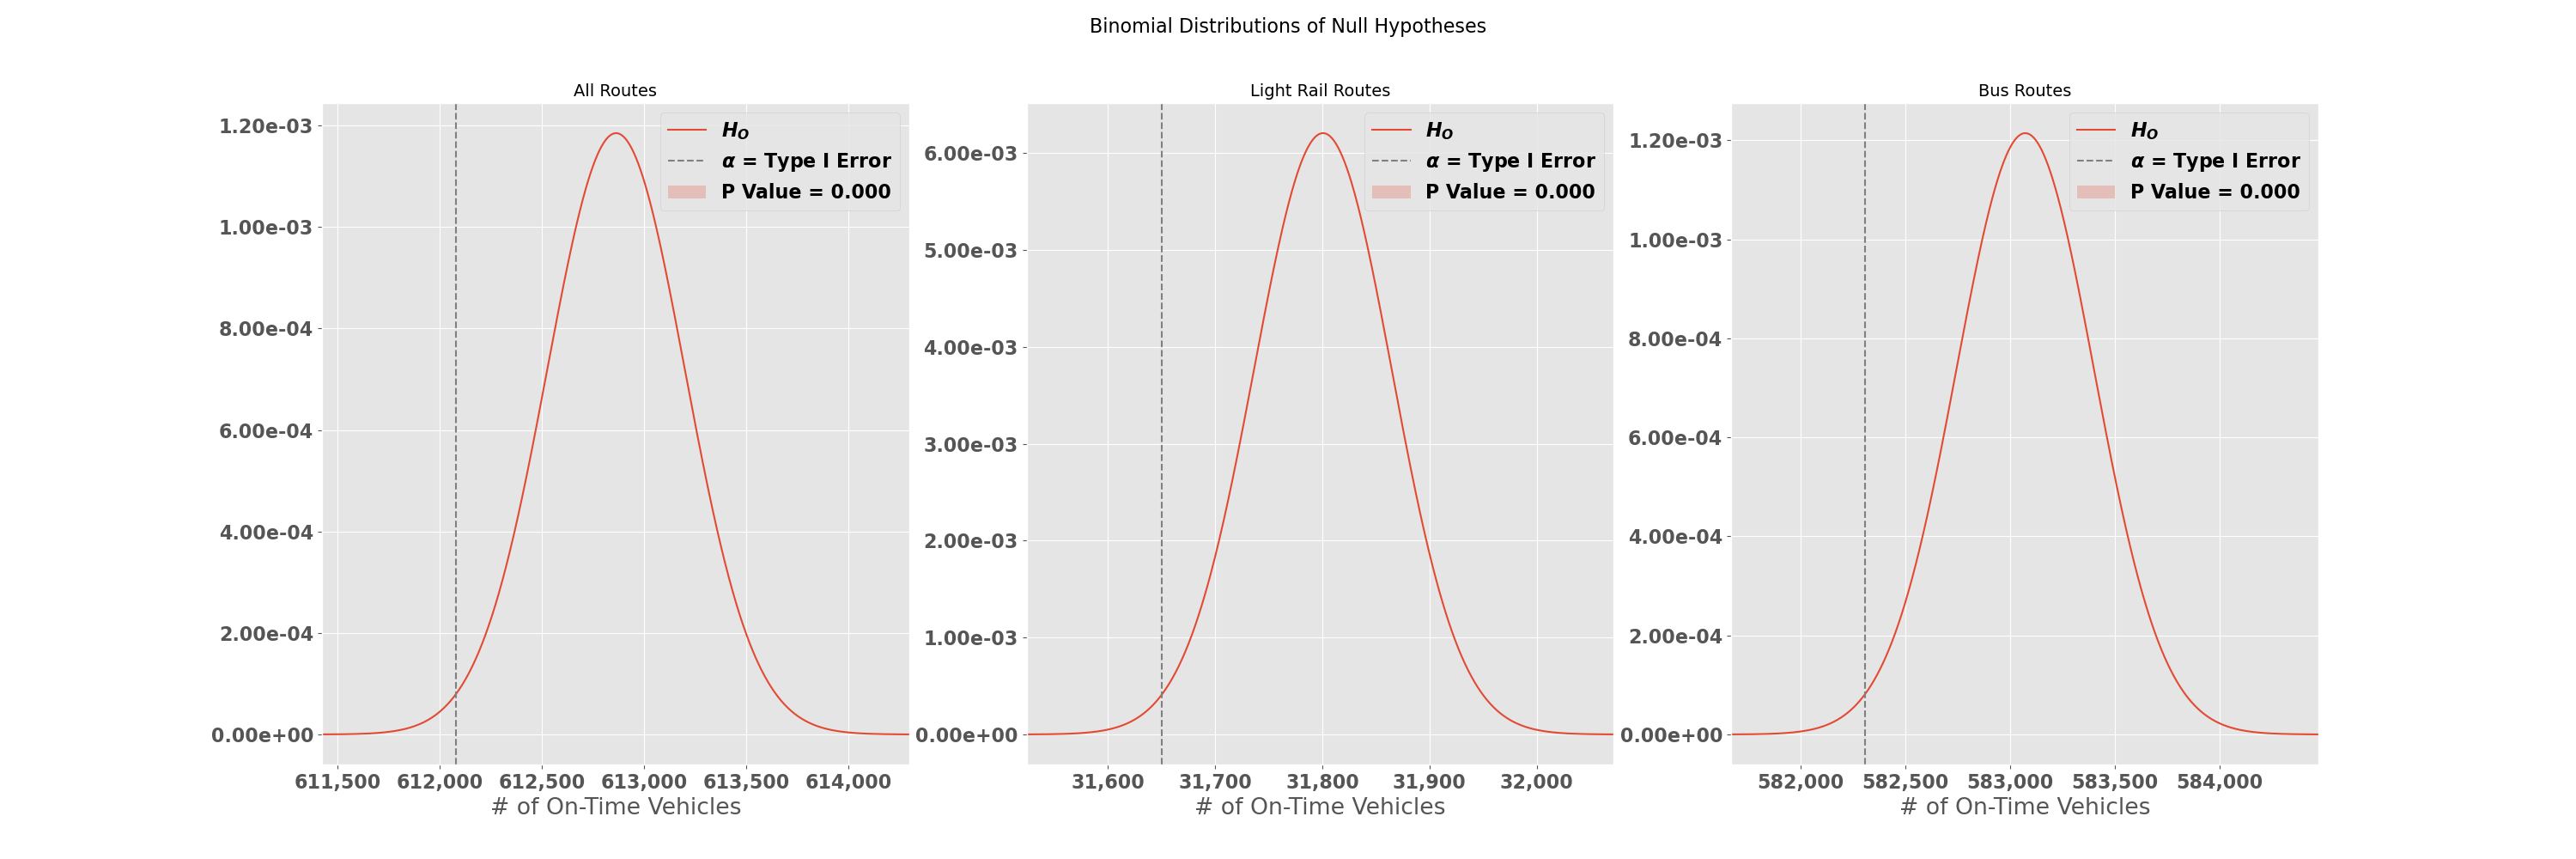 Binomial Distributions of Null Hypotheses
All Routes
1.20e-03
1.00e-03
8.00e-04
6.00e-04
4.00e-04
2.00e-04
0.00e+00
H_O
α = Type I Error
P Value = 0.000
611,500 612,000 612,500 613,000 613,500 614,000
# of On-Time Vehicles
Light Rail Routes
6.00e-03
5.00e-03
4.00e-03
3.00e-03
2.00e-03
1.00e-03
0.00e+00
H_O
α = Type I Error
P Value = 0.000
31,600 31,700 31,800 31,900 32,000
# of On-Time Vehicles
Bus Routes
1.20e-03
1.00e-03
8.00e-04
6.00e-04
4.00e-04
2.00e-04
0.00e+00
H_O
α = Type I Error
P Value = 0.000
582,000 582,500 583,000 583,500 584,000
# of On-Time Vehicles